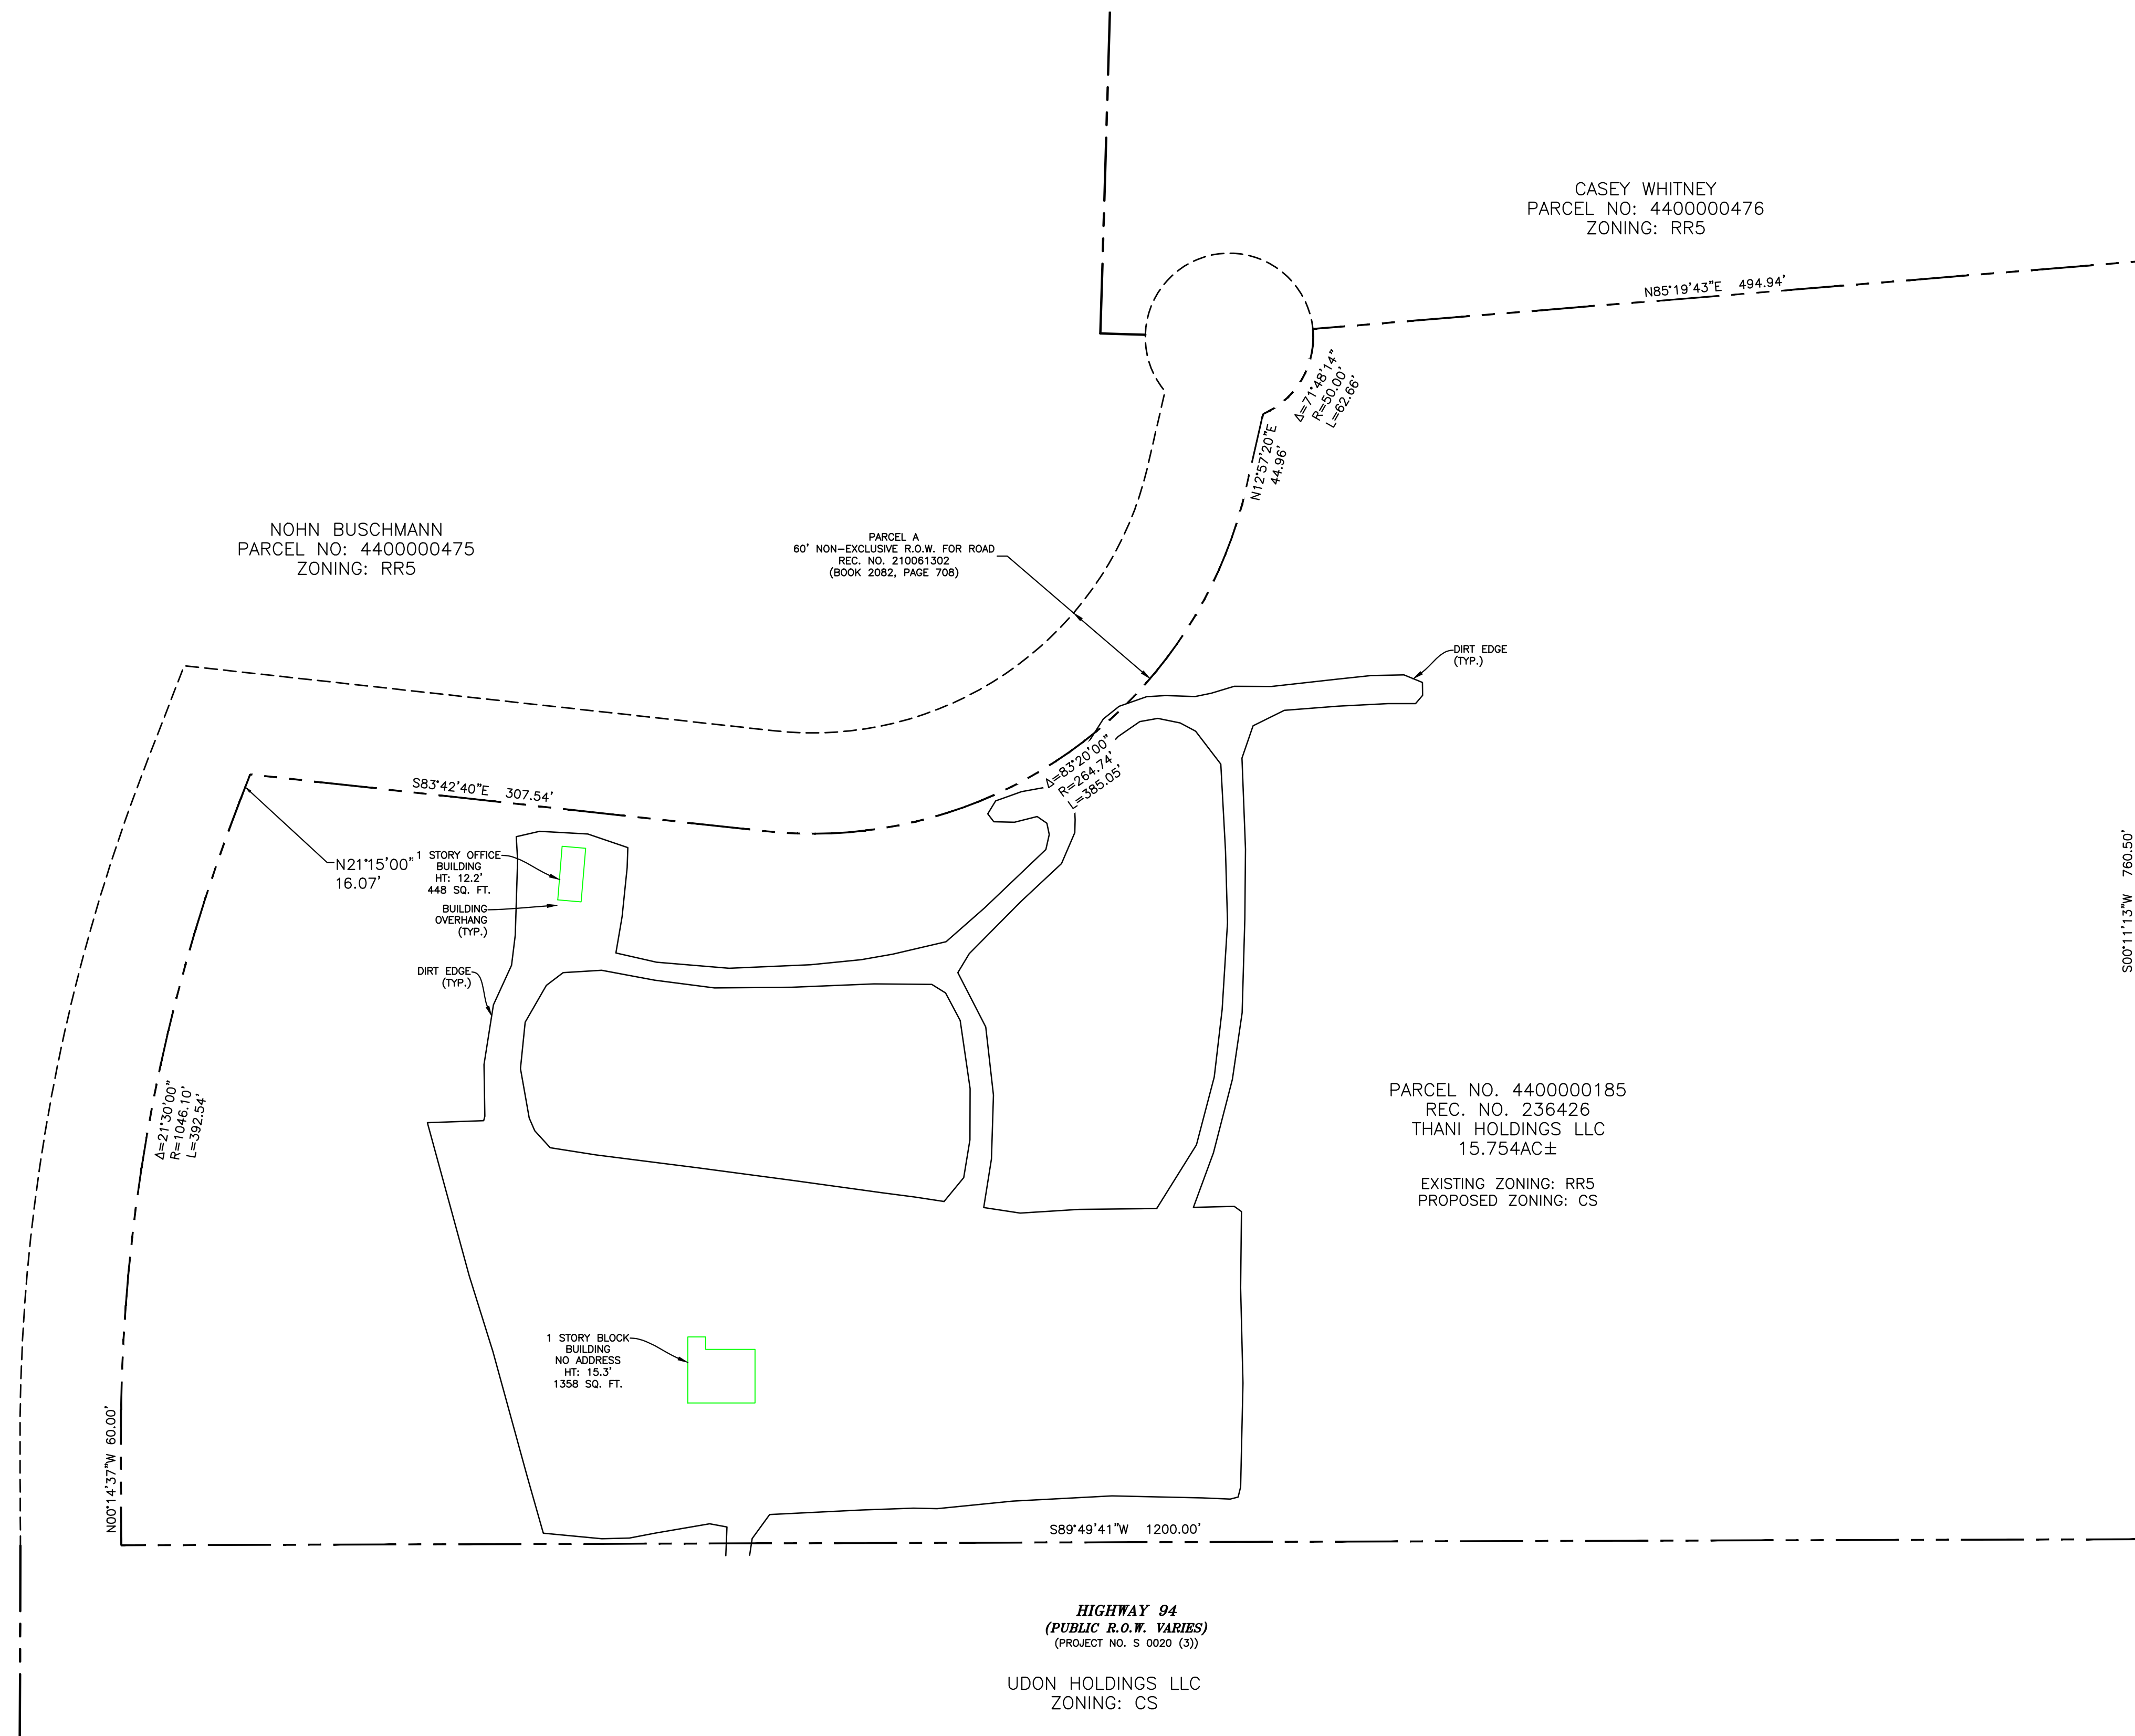 CASEY WHITNEY
PARCEL NO: 4400000476
ZONING: RR5
N85°19'43"E 494.94'
Δ=71°48'14"
R=50.00'
L=62.66'
N12°57'20"E
44.96'
NOHN BUSCHMANN
PARCEL NO: 4400000475
ZONING: RR5
PARCEL A
60' NON-EXCLUSIVE R.O.W. FOR ROAD
REC. NO. 210061302
(BOOK 2082, PAGE 708)
DIRT EDGE
(TYP.)
Δ=83°20'00"
R=264.74'
L=385.05'
S83°42'40"E 307.54'
N21°15'00"
16.07'
1 STORY OFFICE
BUILDING
HT: 12.2'
448 SQ. FT.
BUILDING
OVERHANG
(TYP.)
DIRT EDGE
(TYP.)
S00°11'13"W 760.50'
Δ=21°30'00"
R=1046.10'
L=392.54'
PARCEL NO. 4400000185
REC. NO. 236426
THANI HOLDINGS LLC
15.754AC±
EXISTING ZONING: RR5
PROPOSED ZONING: CS
1 STORY BLOCK
BUILDING
NO ADDRESS
HT: 15.3'
1358 SQ. FT.
N00°14'37"W 60.00'
S89°49'41"W 1200.00'
HIGHWAY 94
(PUBLIC R.O.W. VARIES)
(PROJECT NO. S 0020 (3))
UDON HOLDINGS LLC
ZONING: CS